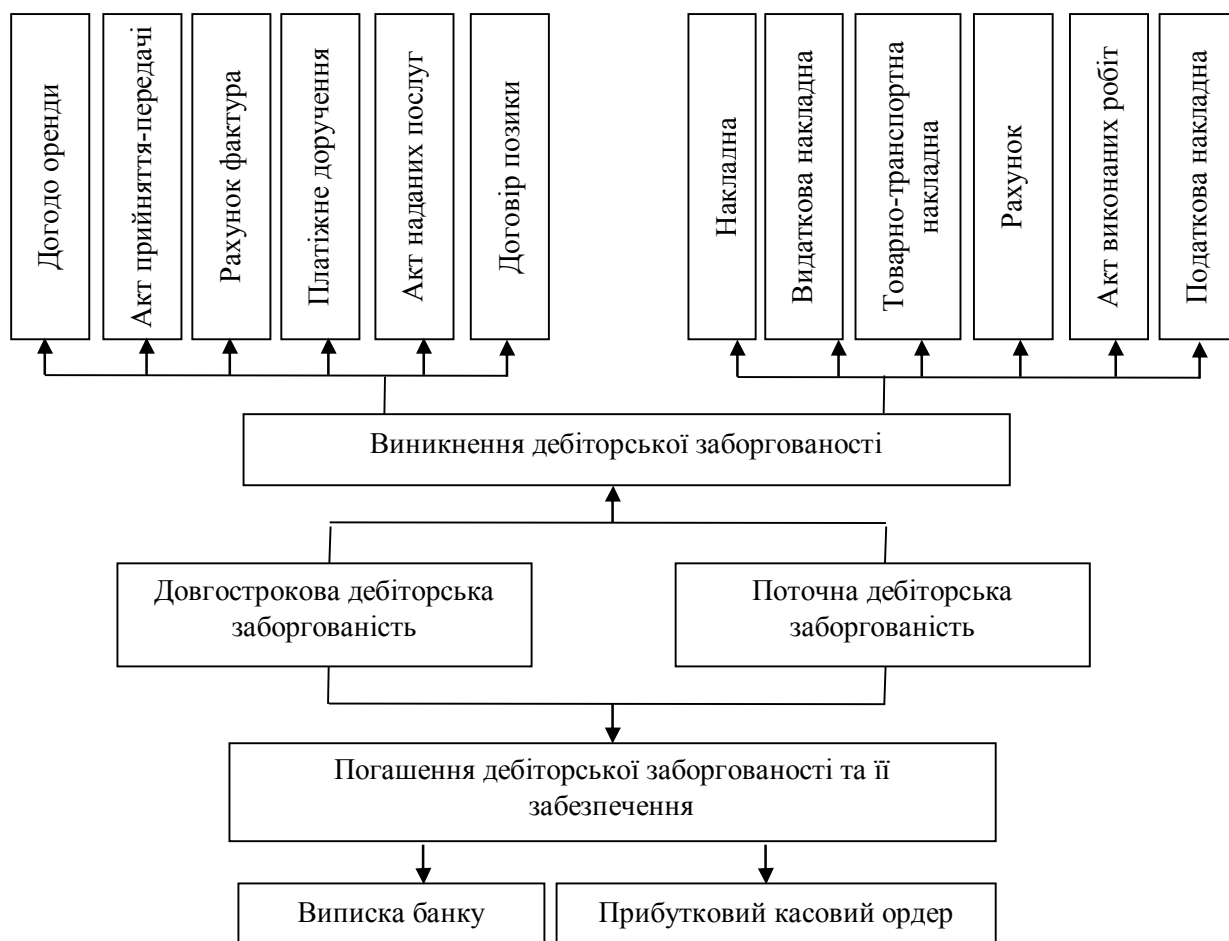 Догодо оренди
Акт прийняття-передачі
Рахунок фактура
Платіжне доручення
Акт наданих послуг
Договір позики
Накладна
Видаткова накладна
Товарно-транспортна
накладна
Рахунок
Акт виконаних робіт
Податкова накладна
Виникнення дебіторської заборгованості
Довгострокова дебіторська
заборгованість
Поточна дебіторська
заборгованість
Погашення дебіторської заборгованості та її
забезпечення
Виписка банку
Прибутковий касовий ордер